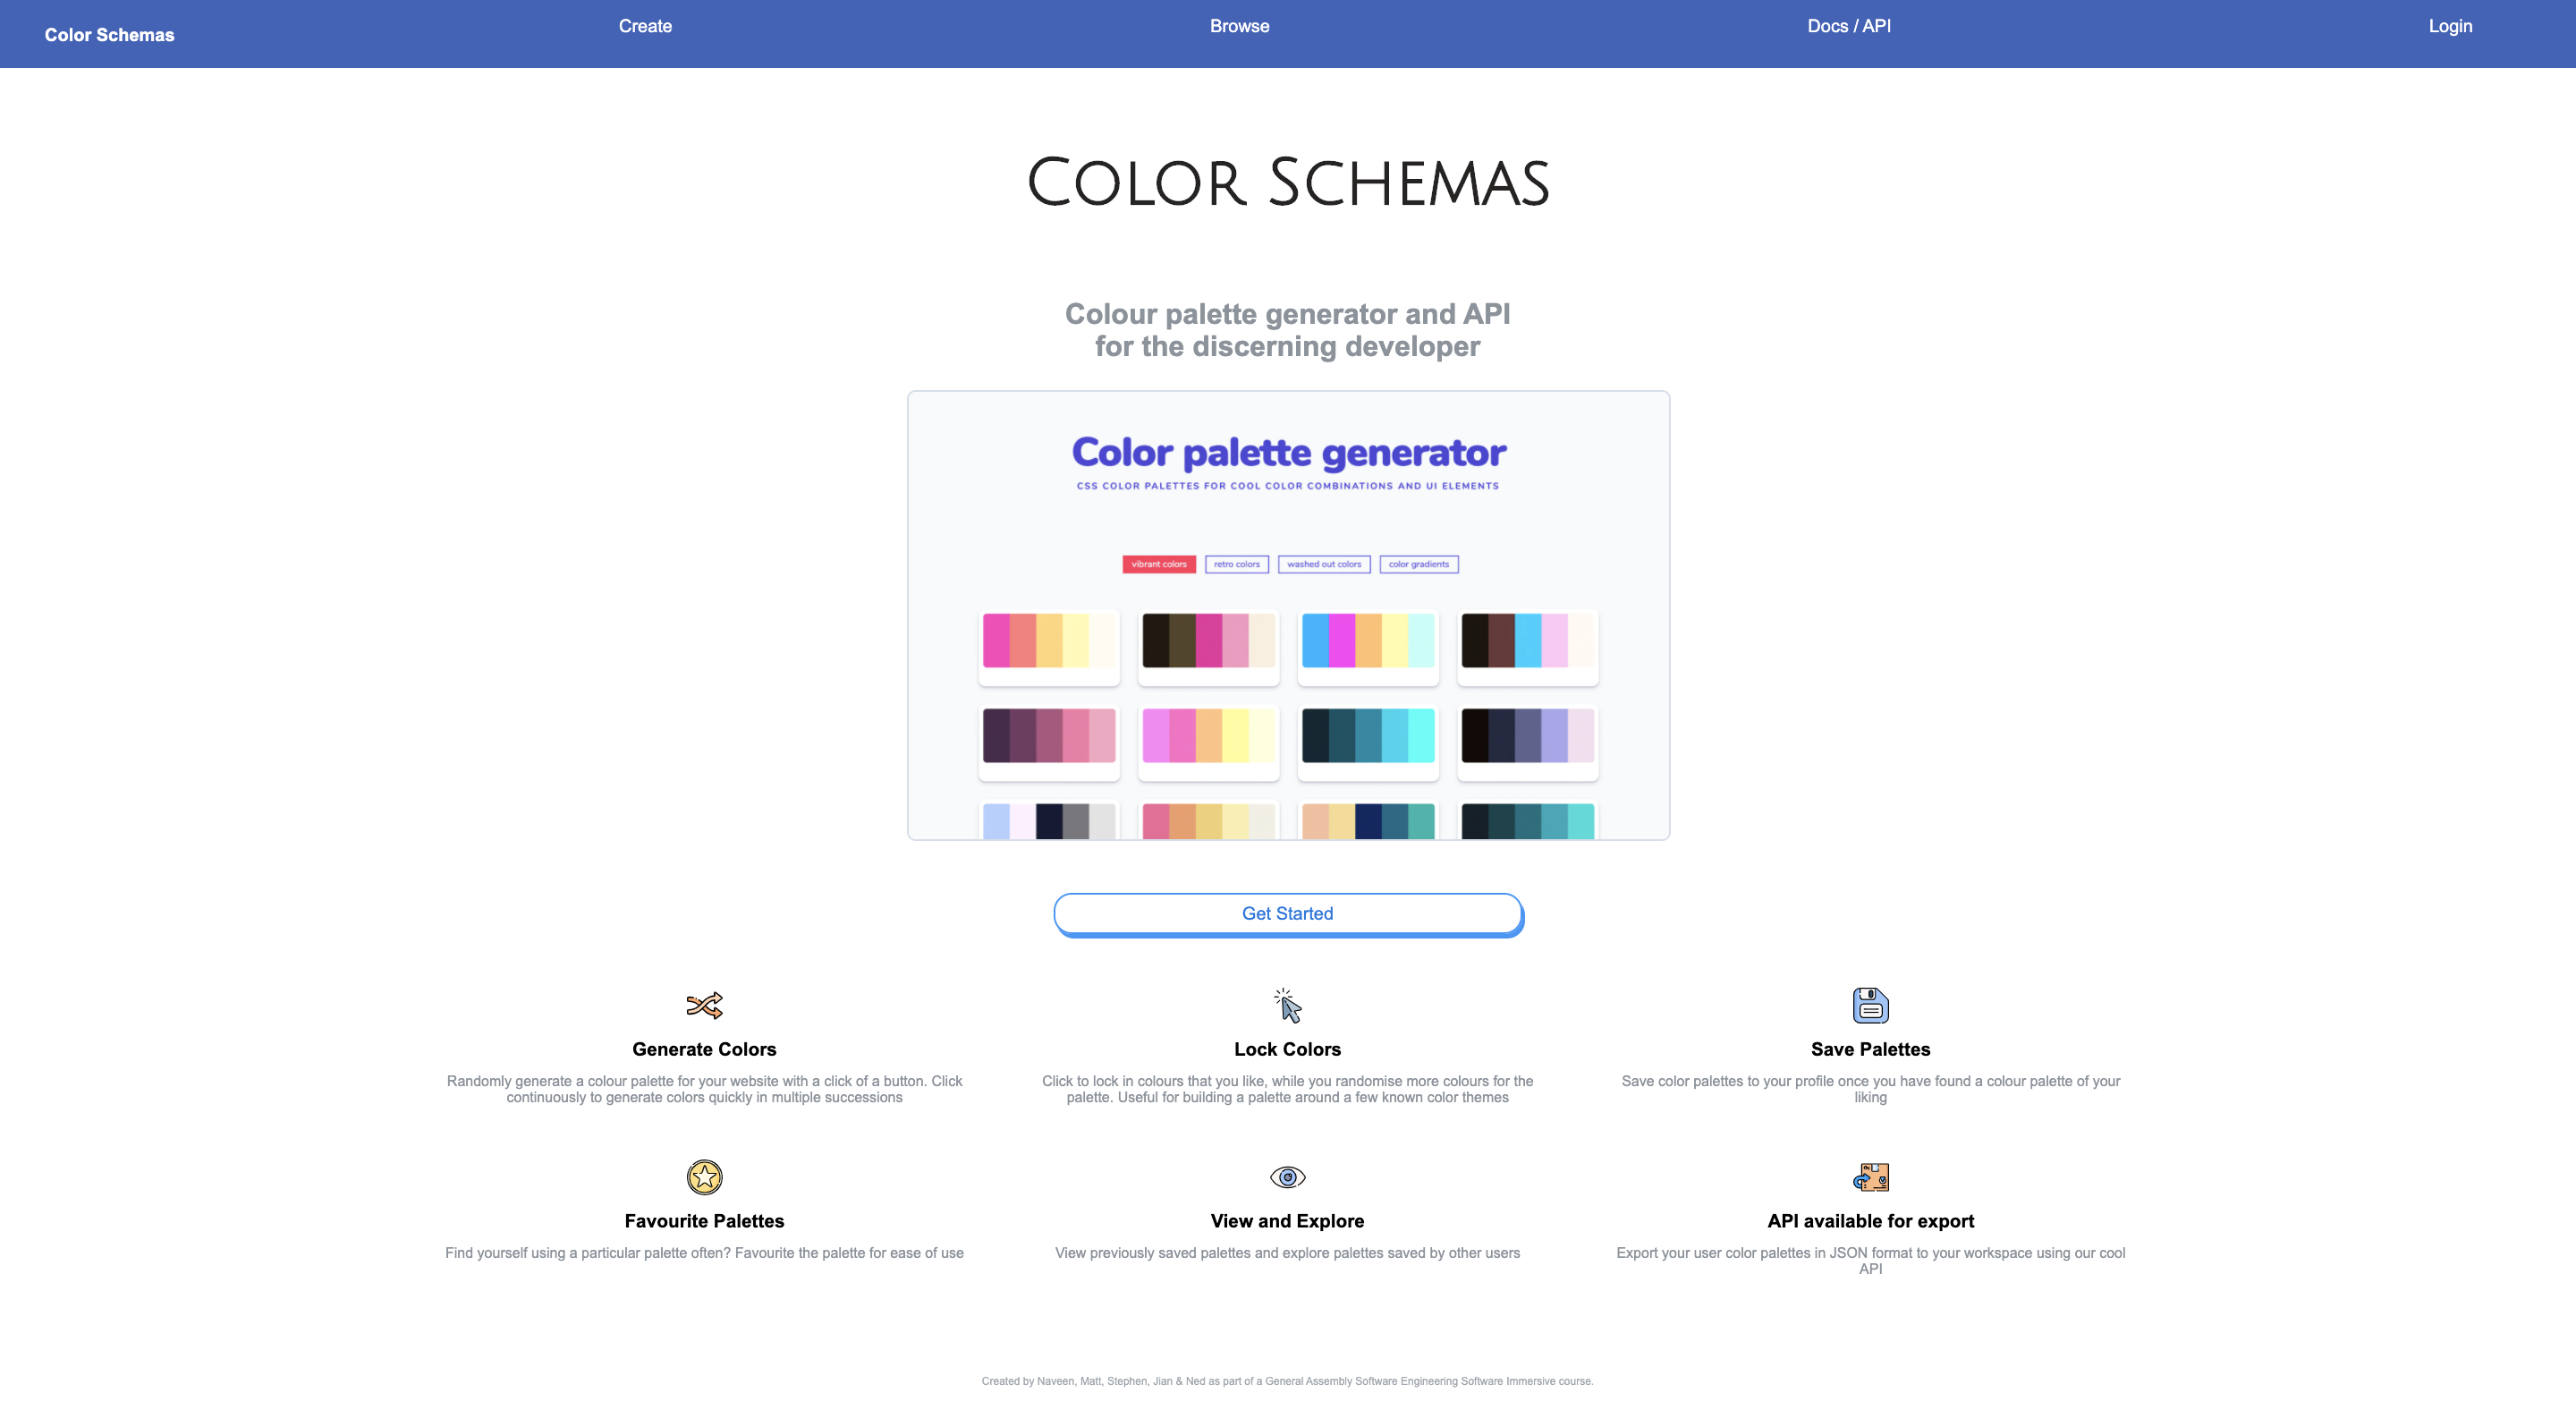 Color Schemas
Create
Browse
Docs / API
Login
Color Schemas
Colour palette generator and API
for the discerning developer
Color palette generator
CSS COLOR PALETTES FOR COOL COLOR COMBINATIONS AND UI ELEMENTS
vibrant colors
retro colors
washed out colors
color gradients
Get Started
Generate Colors
Randomly generate a colour palette for your website with a click of a button. Click
continuously to generate colors quickly in multiple successions
Lock Colors
Click to lock in colours that you like, while you randomise more colours for the
palette. Useful for building a palette around a few known color themes
Save Palettes
Save color palettes to your profile once you have found a colour palette of your
liking
Favourite Palettes
Find yourself using a particular palette often? Favourite the palette for ease of use
View and Explore
View previously saved palettes and explore palettes saved by other users
API available for export
Export your user color palettes in JSON format to your workspace using our cool
API
Created by Naveen, Matt, Stephen, Jian & Ned as part of a General Assembly Software Engineering Software Immersive course.